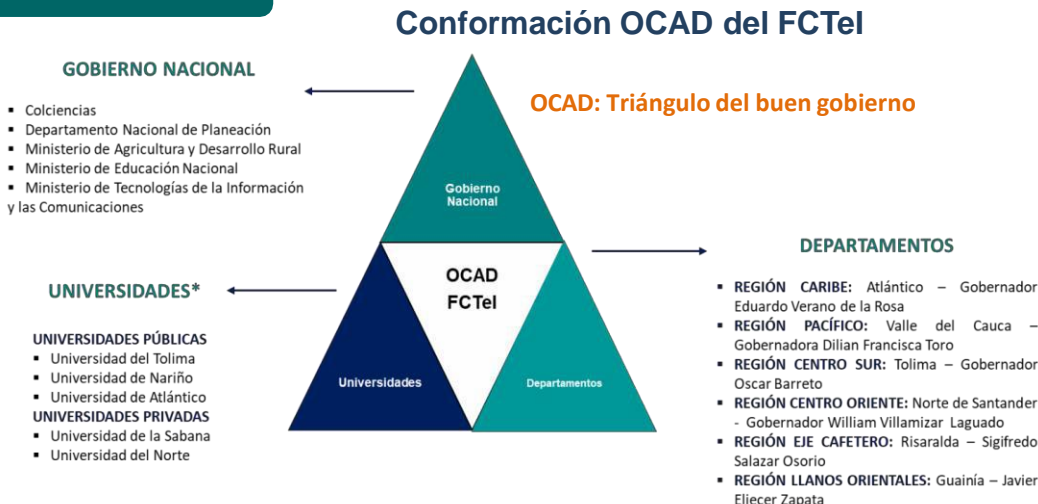 Conformación OCAD del FCTeI
OCAD: Triángulo del buen gobierno
GOBIERNO NACIONAL
▪ Colciencias
▪ Departamento Nacional de Planeación
▪ Ministerio de Agricultura y Desarrollo Rural
▪ Ministerio de Educación Nacional
▪ Ministerio de Tecnologías de la Información
y las Comunicaciones
Gobierno
Nacional
OCAD
FCTeI
Universidades
Departamentos
UNIVERSIDADES*
UNIVERSIDADES PÚBLICAS
▪ Universidad del Tolima
▪ Universidad de Nariño
▪ Universidad de Atlántico
UNIVERSIDADES PRIVADAS
▪ Universidad de la Sabana
▪ Universidad del Norte
DEPARTAMENTOS
▪ REGIÓN CARIBE: Atlántico – Gobernador
Eduardo Verano de la Rosa
▪ REGIÓN PACÍFICO: Valle del Cauca –
Gobernadora Dilian Francisca Toro
▪ REGIÓN CENTRO SUR: Tolima – Gobernador
Oscar Barreto
▪ REGIÓN CENTRO ORIENTE: Norte de Santander
- Gobernador William Villamizar Laguado
▪ REGIÓN EJE CAFETERO: Risaralda – Sigifredo
Salazar Osorio
▪ REGIÓN LLANOS ORIENTALES: Guainía – Javier
Eliecer Zapata